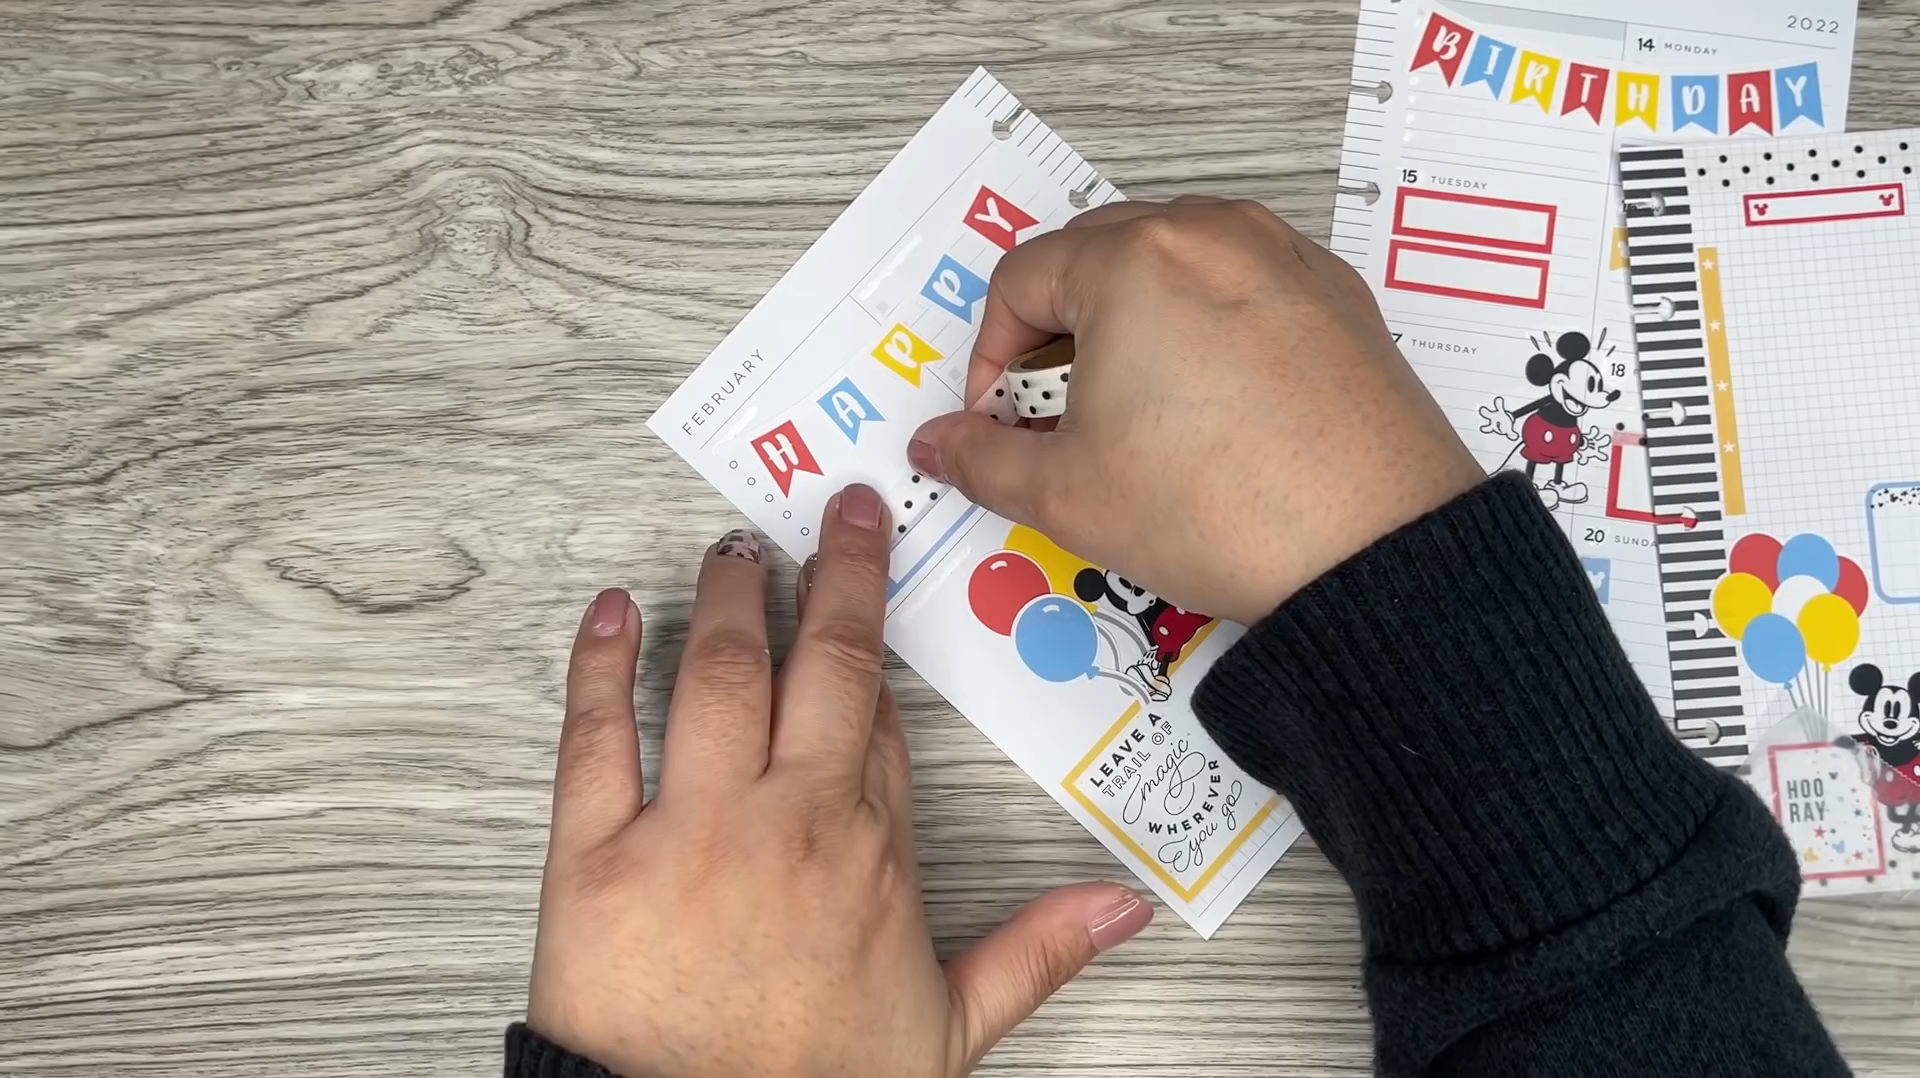 FEBRUARY
HAPPY
LEAVE A
TRAIL OF
magic
WHEREVER
you go
2022
14 MONDAY
BIRTHDAY
15 TUESDAY
THURSDAY
18
20 SUNDA
HOO
RAY